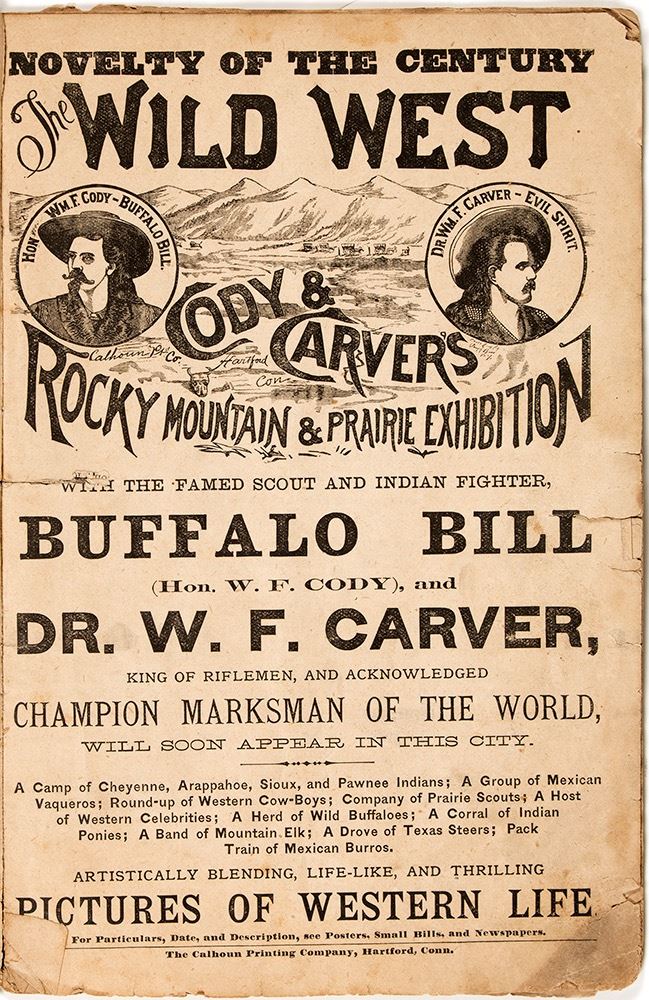 NOVELTY OF THE CENTURY
The WILD WEST
HON. WM. F. CODY - BUFFALO BILL.
DR. WM. F. CARVER - EVIL SPIRIT.
CODY &
CARVER'S
Calhoun Pt Co. Hartford
Conn
ROCKY MOUNTAIN & PRAIRIE EXHIBITION
WITH THE FAMED SCOUT AND INDIAN FIGHTER,
BUFFALO BILL
(Hon. W. F. CODY), and
DR. W. F. CARVER,
KING OF RIFLEMEN, AND ACKNOWLEDGED
CHAMPION MARKSMAN OF THE WORLD,
WILL SOON APPEAR IN THIS CITY.
A Camp of Cheyenne, Arappahoe, Sioux, and Pawnee Indians; A Group of Mexican
Vaqueros; Round-up of Western Cow-Boys; Company of Prairie Scouts; A Host
of Western Celebrities; A Herd of Wild Buffaloes; A Corral of Indian
Ponies; A Band of Mountain Elk; A Drove of Texas Steers; Pack
Train of Mexican Burros.
ARTISTICALLY BLENDING, LIFE-LIKE, AND THRILLING
PICTURES OF WESTERN LIFE
For Particulars, Date, and Description, see Posters, Small Bills, and Newspapers.
The Calhoun Printing Company, Hartford, Conn.